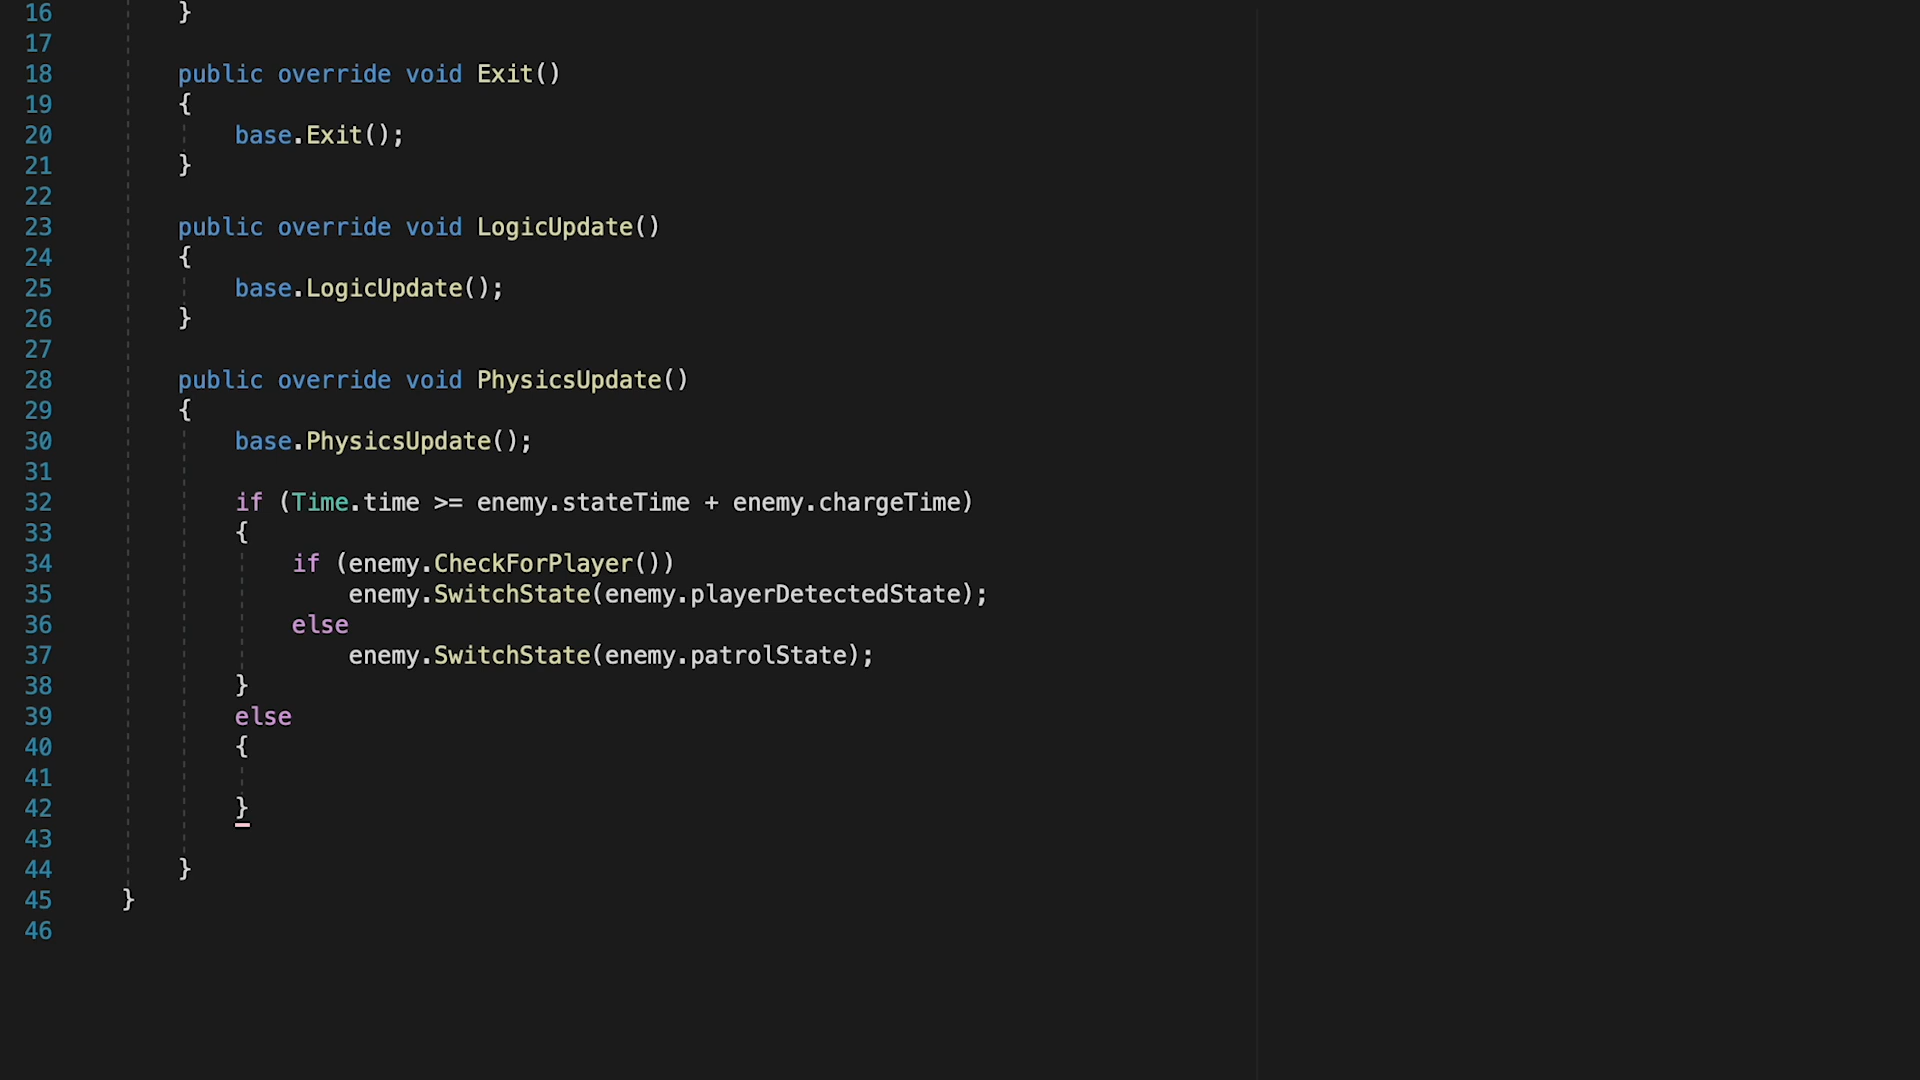 16 }
17
18 public override void Exit()
19 {
20 base.Exit();
21 }
22
23 public override void LogicUpdate()
24 {
25 base.LogicUpdate();
26 }
27
28 public override void PhysicsUpdate()
29 {
30 base.PhysicsUpdate();
31
32 if (Time.time >= enemy.stateTime + enemy.chargeTime)
33 {
34 if (enemy.CheckForPlayer())
35 enemy.SwitchState(enemy.playerDetectedState);
36 else
37 enemy.SwitchState(enemy.patrolState);
38 }
39 else
40 {
41
42 }
43
44 }
45 }
46